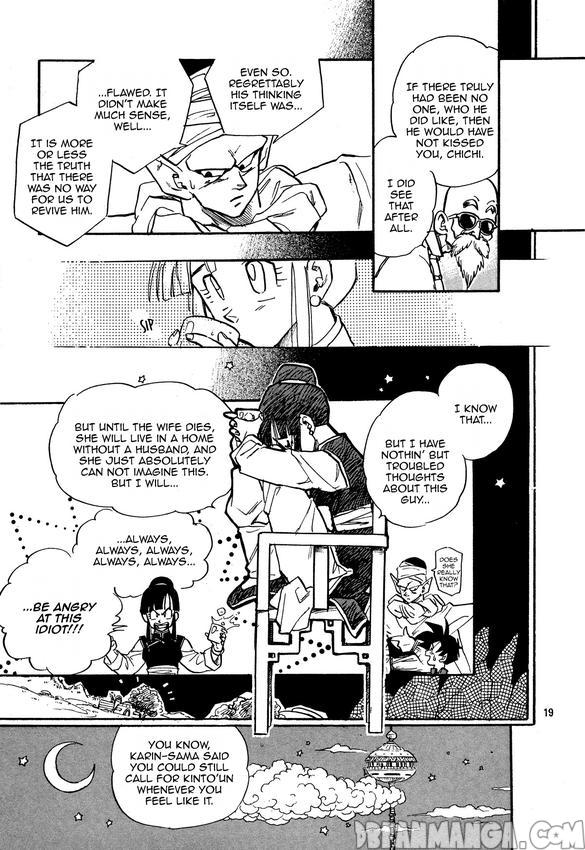 IF THERE TRULY
HAD BEEN NO
ONE, WHO HE
DID LIKE, THEN
HE WOULD HAVE
NOT KISSED
YOU, CHICHI.
I DID
SEE THAT
AFTER
ALL.
EVEN SO.
REGRETTABLY
HIS THINKING
ITSELF WAS...
...FLAWED. IT
DIDN'T MAKE
MUCH SENSE,
WELL...
IT IS MORE
OR LESS
THE TRUTH
THAT THERE
WAS NO WAY
FOR US TO
REVIVE HIM.
SIP
I KNOW
THAT...
BUT I HAVE
NOTHIN' BUT
TROUBLED
THOUGHTS
ABOUT THIS
GUY...
BUT UNTIL THE WIFE DIES,
SHE WILL LIVE IN A HOME
WITHOUT A HUSBAND, AND
SHE JUST ABSOLUTELY
CAN NOT IMAGINE THIS.
BUT I WILL...
DOES
SHE
REALLY
KNOW
THAT?
...ALWAYS,
ALWAYS, ALWAYS,
ALWAYS, ALWAYS,
ALWAYS, ALWAYS...
...BE ANGRY
AT THIS
IDIOT!!!
19
YOU KNOW,
KARIN-SAMA SAID
YOU COULD STILL
CALL FOR KINTO'UN
WHENEVER YOU
FEEL LIKE IT.
DBFANMANGA.COM